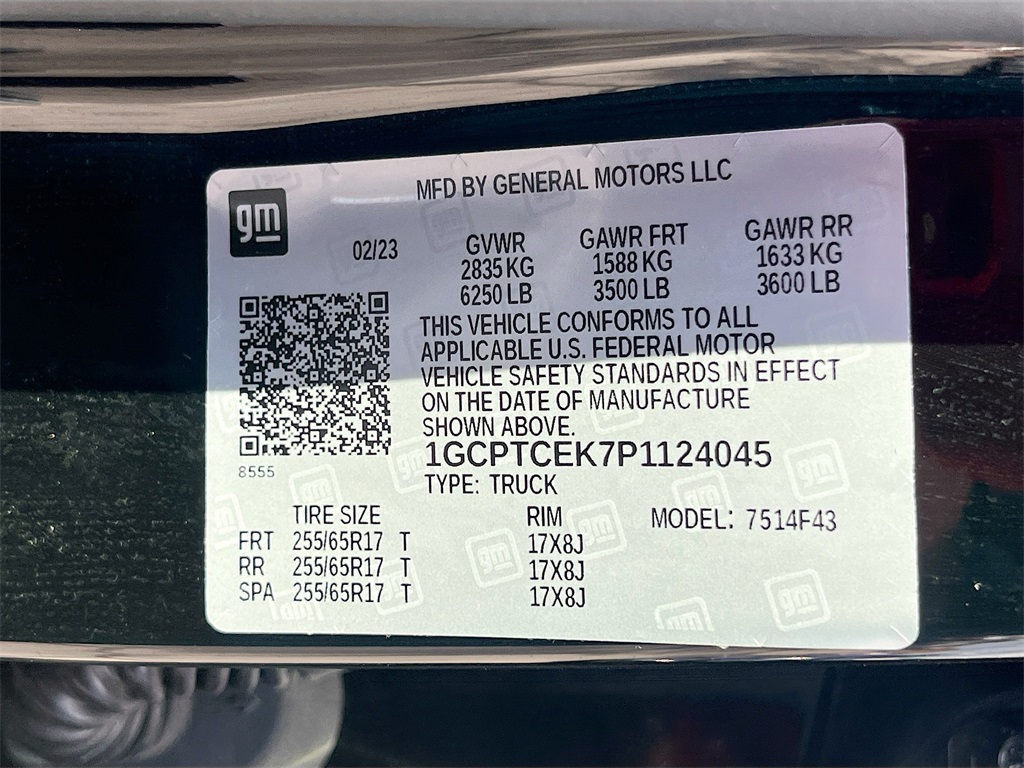 MFD BY GENERAL MOTORS LLC
gm
02/23 GVWR GAWR FRT GAWR RR
2835 KG 1588 KG 1633 KG
6250 LB 3500 LB 3600 LB
THIS VEHICLE CONFORMS TO ALL
APPLICABLE U.S. FEDERAL MOTOR
VEHICLE SAFETY STANDARDS IN EFFECT
ON THE DATE OF MANUFACTURE
SHOWN ABOVE.
1GCPTCEK7P1124045
8555
TYPE: TRUCK
TIRE SIZE RIM MODEL: 7514F43
FRT 255/65R17 T 17X8J
RR 255/65R17 T 17X8J
SPA 255/65R17 T 17X8J